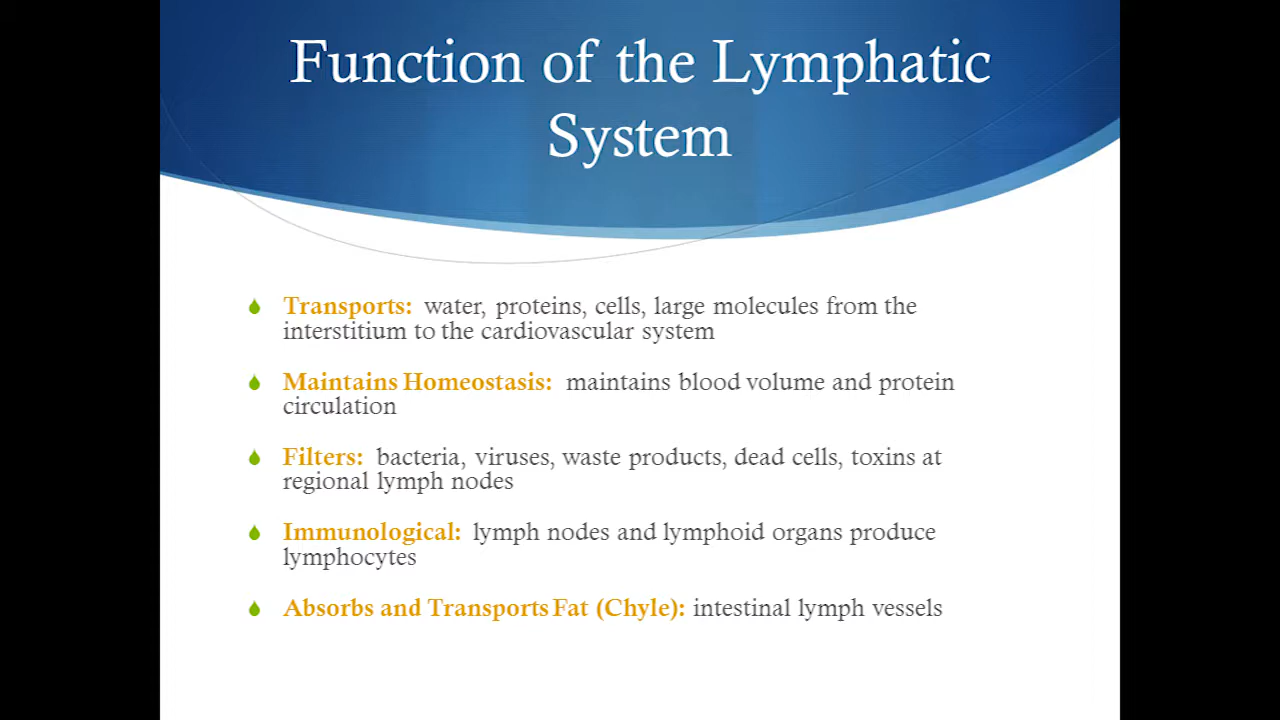 Function of the Lymphatic
System
Transports: water, proteins, cells, large molecules from the
interstitium to the cardiovascular system
Maintains Homeostasis: maintains blood volume and protein
circulation
Filters: bacteria, viruses, waste products, dead cells, toxins at
regional lymph nodes
Immunological: lymph nodes and lymphoid organs produce
lymphocytes
Absorbs and Transports Fat (Chyle): intestinal lymph vessels